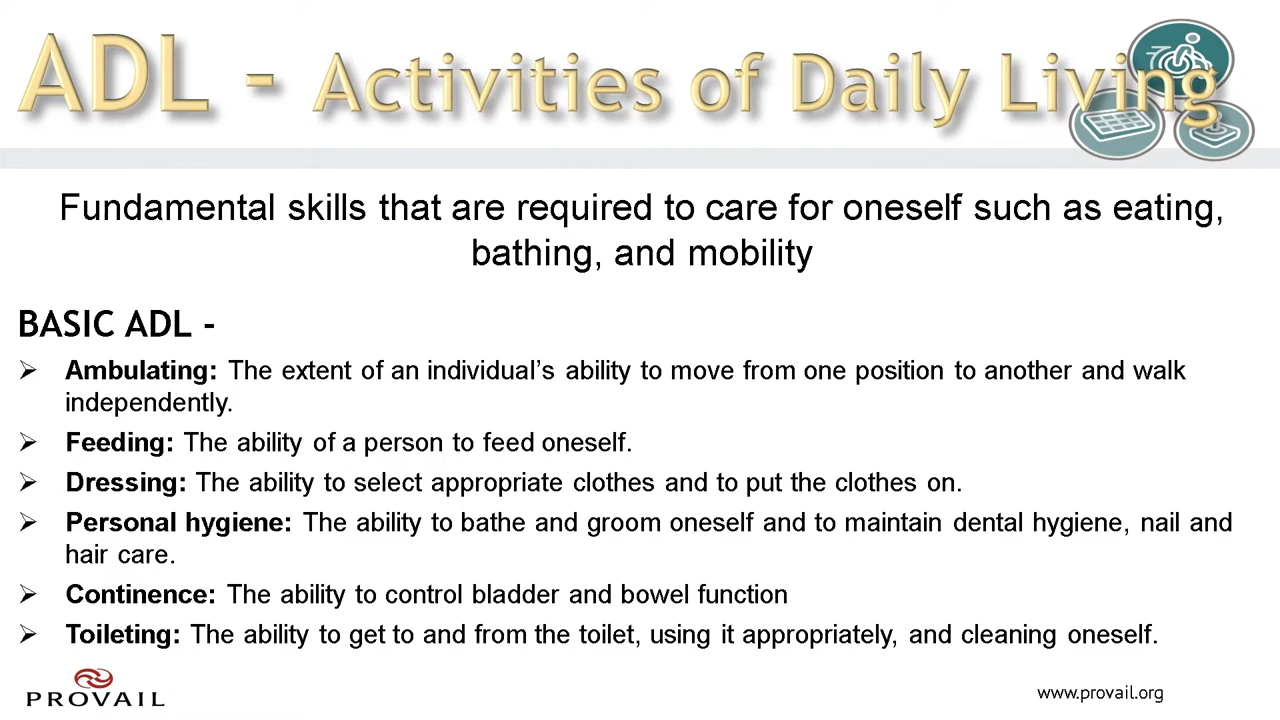 ADL - Activities of Daily Living
Fundamental skills that are required to care for oneself such as eating,
bathing, and mobility
BASIC ADL -
➢ Ambulating: The extent of an individual’s ability to move from one position to another and walk
independently.
➢ Feeding: The ability of a person to feed oneself.
➢ Dressing: The ability to select appropriate clothes and to put the clothes on.
➢ Personal hygiene: The ability to bathe and groom oneself and to maintain dental hygiene, nail and
hair care.
➢ Continence: The ability to control bladder and bowel function
➢ Toileting: The ability to get to and from the toilet, using it appropriately, and cleaning oneself.
PROVAIL
www.provail.org